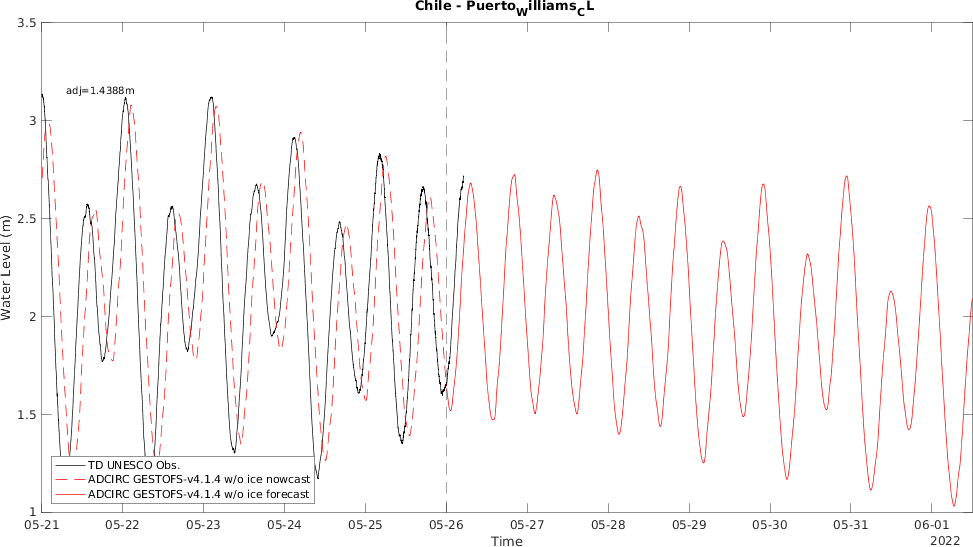 Chile - PuertoWilliamsCL
3.5
3
2.5
2
1.5
1
Water Level (m)
adj=1.4388m
TD UNESCO Obs.
ADCIRC GESTOFS-v4.1.4 w/o ice nowcast
ADCIRC GESTOFS-v4.1.4 w/o ice forecast
05-21 05-22 05-23 05-24 05-25 05-26 05-27 05-28 05-29 05-30 05-31 06-01
Time
2022